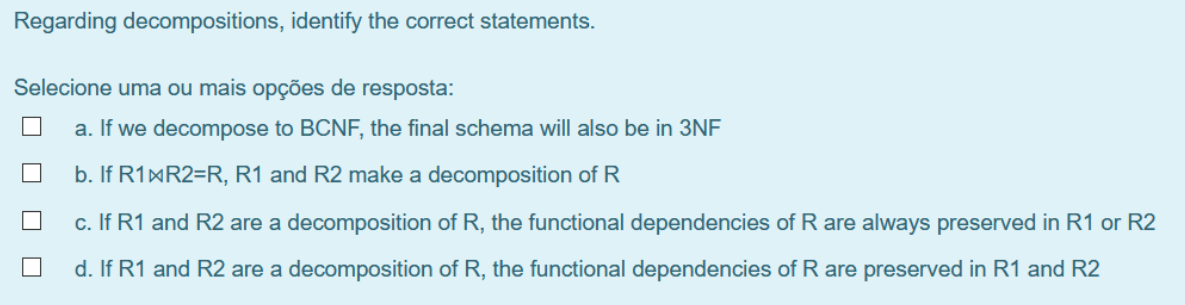 Regarding decompositions, identify the correct statements.
Selecione uma ou mais opções de resposta:
a. If we decompose to BCNF, the final schema will also be in 3NF
b. If R1⋈R2=R, R1 and R2 make a decomposition of R
c. If R1 and R2 are a decomposition of R, the functional dependencies of R are always preserved in R1 or R2
d. If R1 and R2 are a decomposition of R, the functional dependencies of R are preserved in R1 and R2